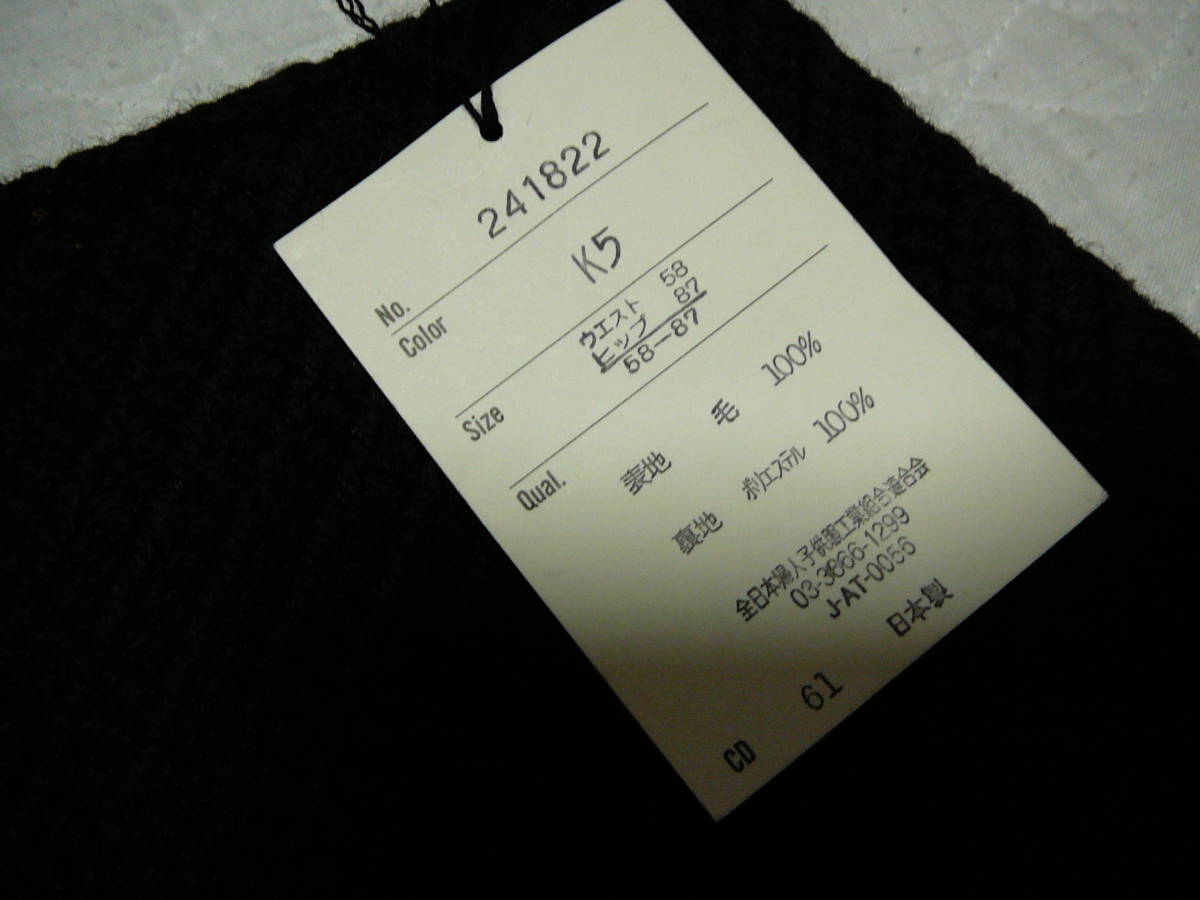 No. 241822
Color K5
Size ウエスト 58
ヒップ 87
58-87
Qual. 表地 毛 100%
裏地 ポリエステル 100%
全日本婦人子供服工業組合連合会
03-3666-1299
J-AT-0056
日本製
CD 61